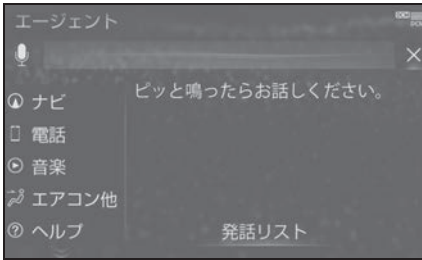 エージェント
ピッと鳴ったらお話しください。
ナビ
電話
音楽
エアコン他
ヘルプ
発話リスト